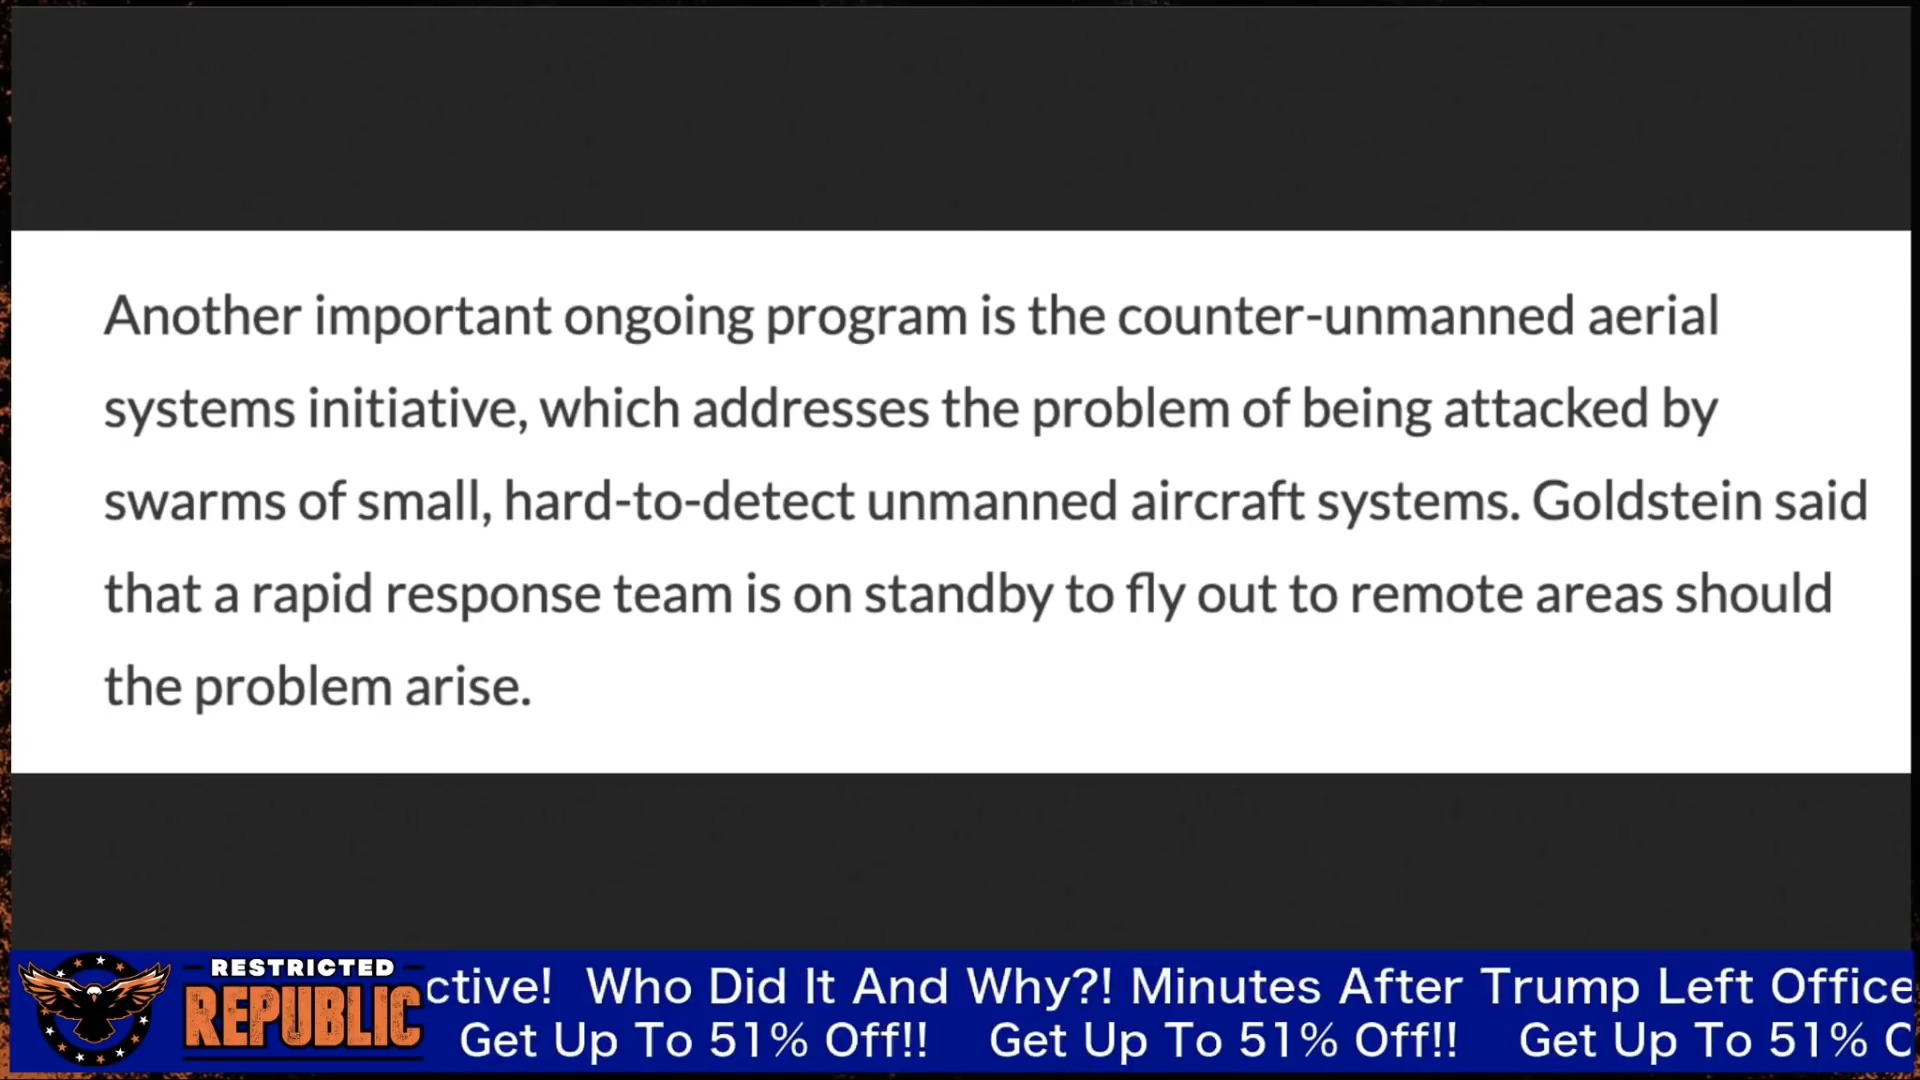 Another important ongoing program is the counter-unmanned aerial
systems initiative, which addresses the problem of being attacked by
swarms of small, hard-to-detect unmanned aircraft systems. Goldstein said
that a rapid response team is on standby to fly out to remote areas should
the problem arise.
RESTRICTED
REPUBLIC
ctive! Who Did It And Why?! Minutes After Trump Left Office
Get Up To 51% Off!! Get Up To 51% Off!! Get Up To 51% O